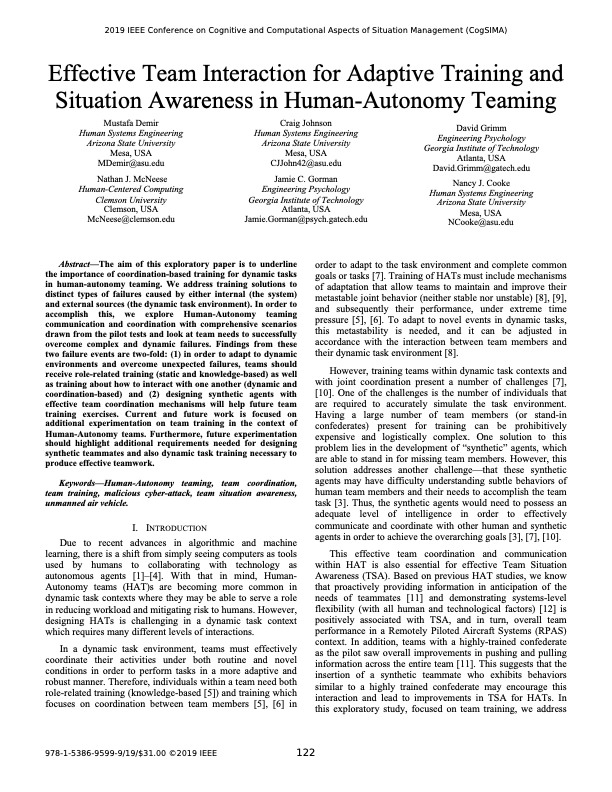 2019 IEEE Conference on Cognitive and Computational Aspects of Situation Management (CogSIMA)
Effective Team Interaction for Adaptive Training and
Situation Awareness in Human-Autonomy Teaming
Mustafa Demir
Human Systems Engineering
Arizona State University
Mesa, USA
MDemir@asu.edu
Craig Johnson
Human Systems Engineering
Arizona State University
Mesa, USA
CJJohn42@asu.edu
David Grimm
Engineering Psychology
Georgia Institute of Technology
Atlanta, USA
David.Grimm@gatech.edu
Nathan J. McNeese
Human-Centered Computing
Clemson University
Clemson, USA
McNeese@clemson.edu
Jamie C. Gorman
Engineering Psychology
Georgia Institute of Technology
Atlanta, USA
Jamie.Gorman@psych.gatech.edu
Nancy J. Cooke
Human Systems Engineering
Arizona State University
Mesa, USA
NCooke@asu.edu
Abstract—The aim of this exploratory paper is to underline
the importance of coordination-based training for dynamic tasks
in human-autonomy teaming. We address training solutions to
distinct types of failures caused by either internal (the system)
and external sources (the dynamic task environment). In order to
accomplish this, we explore Human-Autonomy teaming
communication and coordination with comprehensive scenarios
drawn from the pilot tests and look at team needs to successfully
overcome complex and dynamic failures. Findings from these
two failure events are two-fold: (1) in order to adapt to dynamic
environments and overcome unexpected failures, teams should
receive role-related training (static and knowledge-based) as well
as training about how to interact with one another (dynamic and
coordination-based) and (2) designing synthetic agents with
effective coordination mechanisms will help future team
training exercises. Current and future work is focused on
additional experimentation on team training in the context of
Human-Autonomy teams. Furthermore, future experimentation
should highlight additional requirements needed for designing
synthetic teammates and also dynamic task training necessary to
produce effective teamwork.
Keywords—Human-Autonomy teaming, team coordination,
team training, malicious cyber-attack, team situation awareness,
unmanned air vehicle.
I. INTRODUCTION
Due to recent advances in algorithmic and machine
learning, there is a shift from simply seeing computers as tools
used by humans to collaborating with technology as
autonomous agents [1]–[4]. With that in mind, Human-
Autonomy teams (HAT)s are becoming more common in
dynamic task contexts where they may be able to serve a role
in reducing workload and mitigating risk to humans. However,
designing HATs is challenging in a dynamic task context
which requires many different levels of interactions.
In a dynamic task environment, teams must effectively
coordinate their activities under both routine and novel
conditions in order to perform tasks in a more adaptive and
robust manner. Therefore, individuals within a team need both
role-related training (knowledge-based [5]) and training which
focuses on coordination between team members [5], [6] in
order to adapt to the task environment and complete common
goals or tasks [7]. Training of HATs must include mechanisms
of adaptation that allow teams to maintain and improve their
metastable joint behavior (neither stable nor unstable) [8], [9],
and subsequently their performance, under extreme time
pressure [5], [6]. To adapt to novel events in dynamic tasks,
this metastability is needed, and it can be adjusted in
accordance with the interaction between team members and
their dynamic task environment [8].
However, training teams within dynamic task contexts and
with joint coordination present a number of challenges [7],
[10]. One of the challenges is the number of individuals that
are required to accurately simulate the task environment.
Having a large number of team members (or stand-in
confederates) present for training can be prohibitively
expensive and logistically complex. One solution to this
problem lies in the development of “synthetic” agents, which
are able to stand in for missing team members. However, this
solution addresses another challenge—that these synthetic
agents may have difficulty understanding subtle behaviors of
human team members and their needs to accomplish the team
task [3]. Thus, the synthetic agents would need to possess an
adequate level of intelligence in order to effectively
communicate and coordinate with other human and synthetic
agents in order to achieve the overarching goals [3], [7], [10].
This effective team coordination and communication
within HAT is also essential for effective Team Situation
Awareness (TSA). Based on previous HAT studies, we know
that proactively providing information in anticipation of the
needs of teammates [11] and demonstrating systems-level
flexibility (with all human and technological factors) [12] is
positively associated with TSA, and in turn, overall team
performance in a Remotely Piloted Aircraft Systems (RPAS)
context. In addition, teams with a highly-trained confederate
as the pilot saw overall improvements in pushing and pulling
information across the entire team [11]. This suggests that the
insertion of a synthetic teammate who exhibits behaviors
similar to a highly trained confederate may encourage this
interaction and lead to improvements in TSA for HATs. In
this exploratory study, focused on team training, we address
978-1-5386-9599-9/19/$31.00 ©2019 IEEE
122